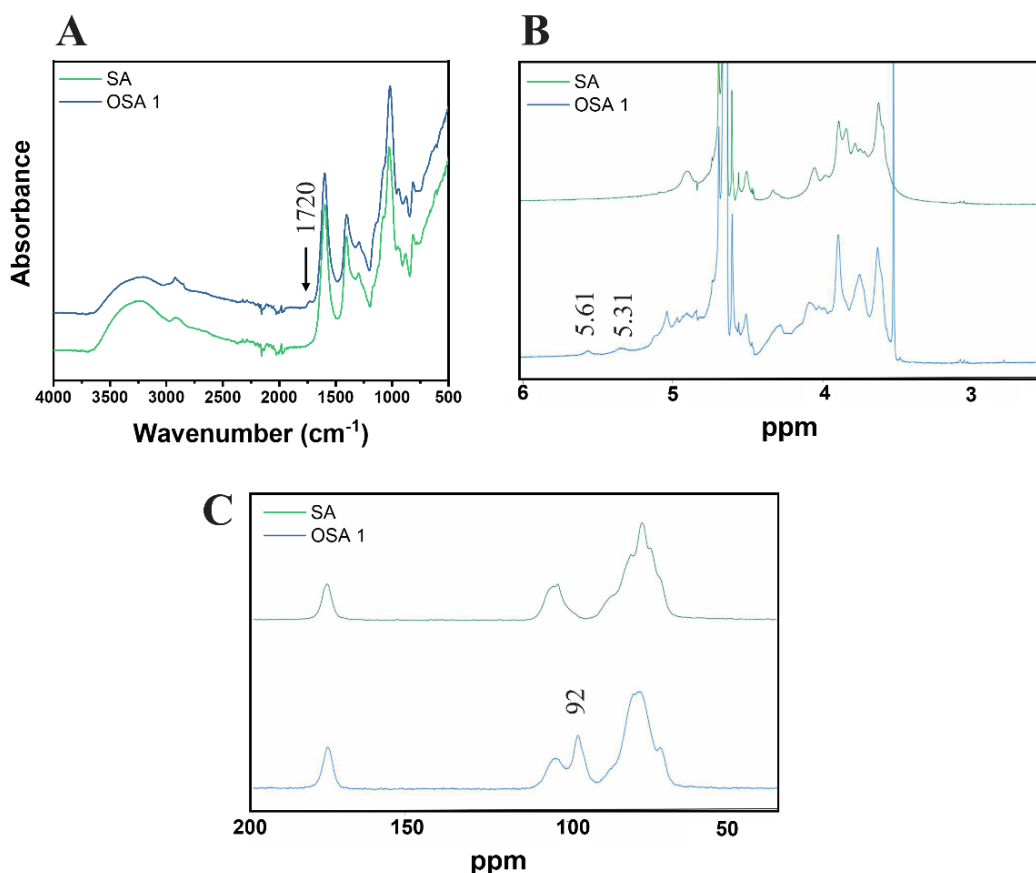 A
SA
OSA 1
1720
Absorbance
4000 3500 3000 2500 2000 1500 1000 500
Wavenumber (cm⁻¹)
B
SA
OSA 1
5.61
5.31
6 5 4 3
ppm
C
SA
OSA 1
92
200 150 100 50
ppm